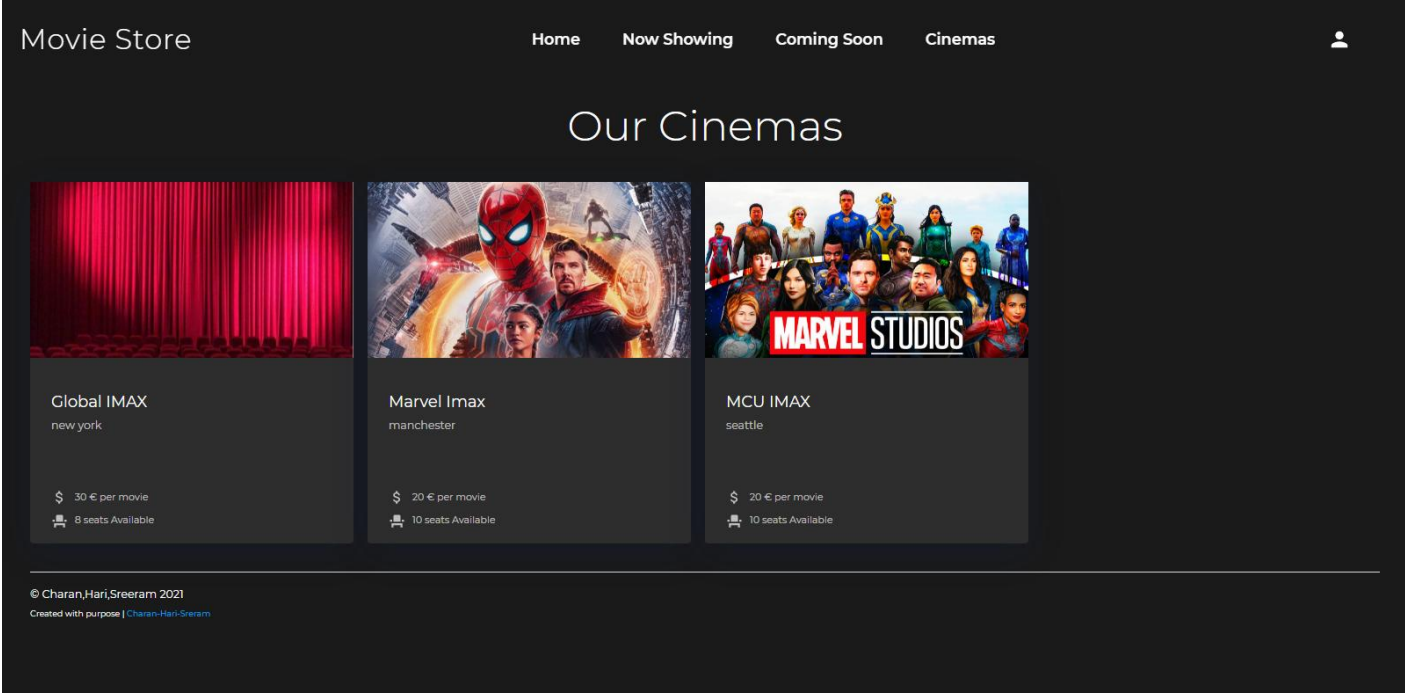 Movie Store
Home Now Showing Coming Soon Cinemas
Our Cinemas
MARVEL STUDIOS
Global IMAX
new york
$ 30 € per movie
8 seats Available
Marvel Imax
manchester
$ 20 € per movie
10 seats Available
MCU IMAX
seattle
$ 20 € per movie
10 seats Available
© Charan,Hari,Sreeram 2021
Created with purpose | Charan-Hari-Sreram